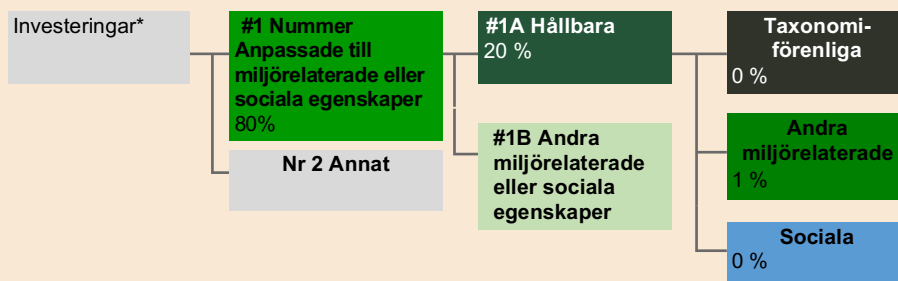 Investeringar*
#1 Nummer
Anpassade till
miljörelaterade eller
sociala egenskaper
80%
Nr 2 Annat
#1A Hållbara
20 %
#1B Andra
miljörelaterade
eller sociala
egenskaper
Taxonomi-
förenliga
0 %
Andra
miljörelaterade
1 %
Sociala
0 %